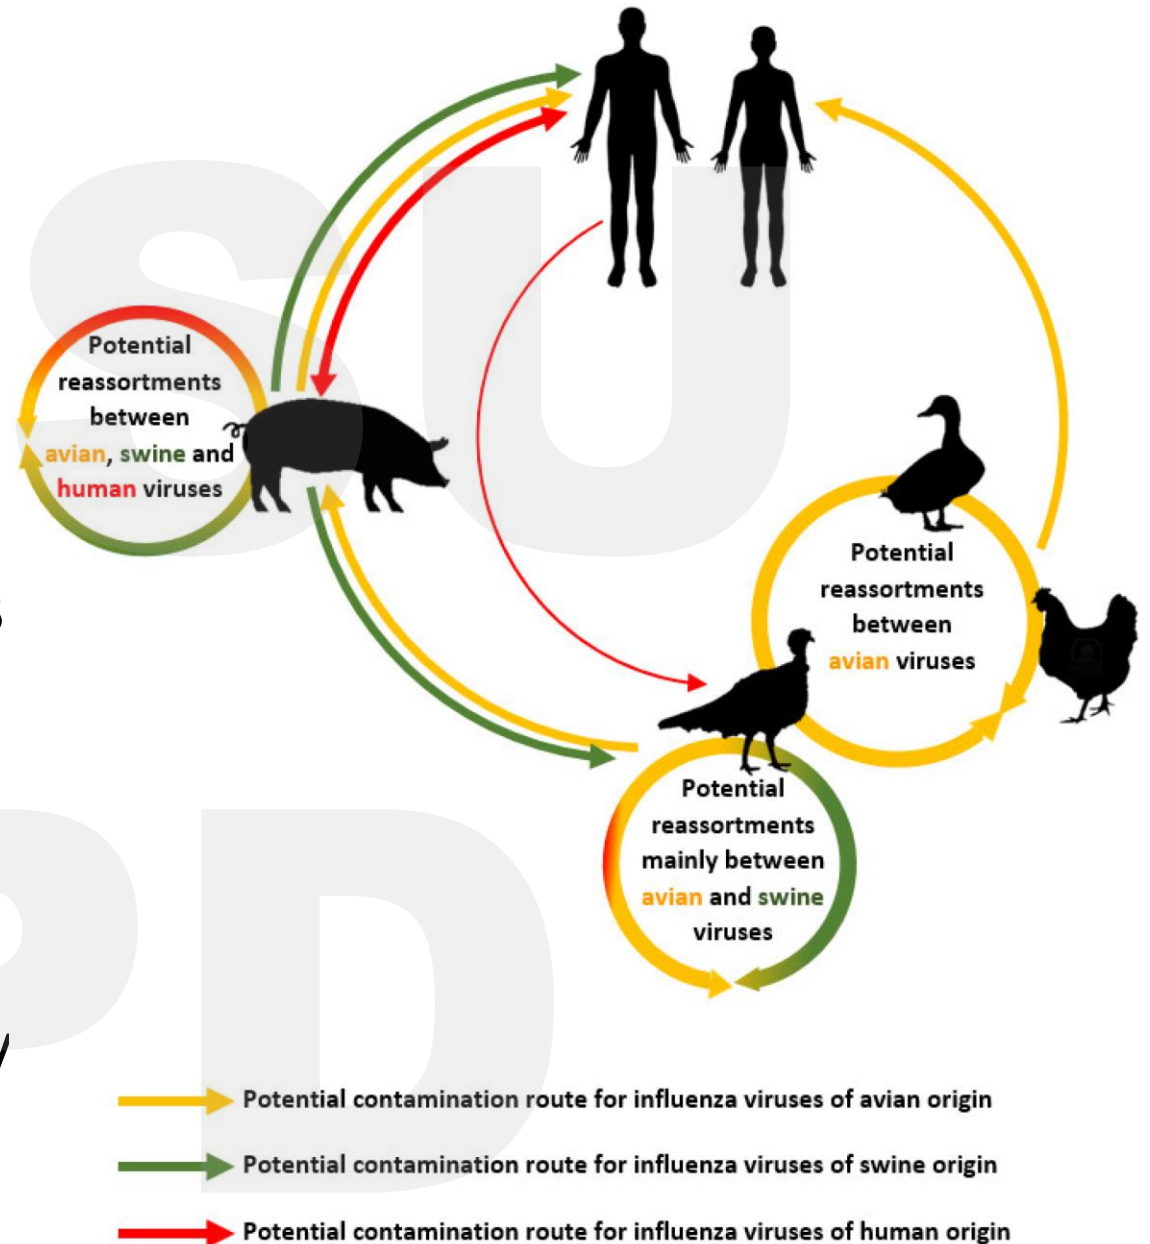 Potential
reassortments
between
avian, swine and
human viruses
Potential
reassortments
between
avian viruses
Potential
reassortments
mainly between
avian and swine
viruses
Potential contamination route for influenza viruses of avian origin
Potential contamination route for influenza viruses of swine origin
Potential contamination route for influenza viruses of human origin
SU
PD